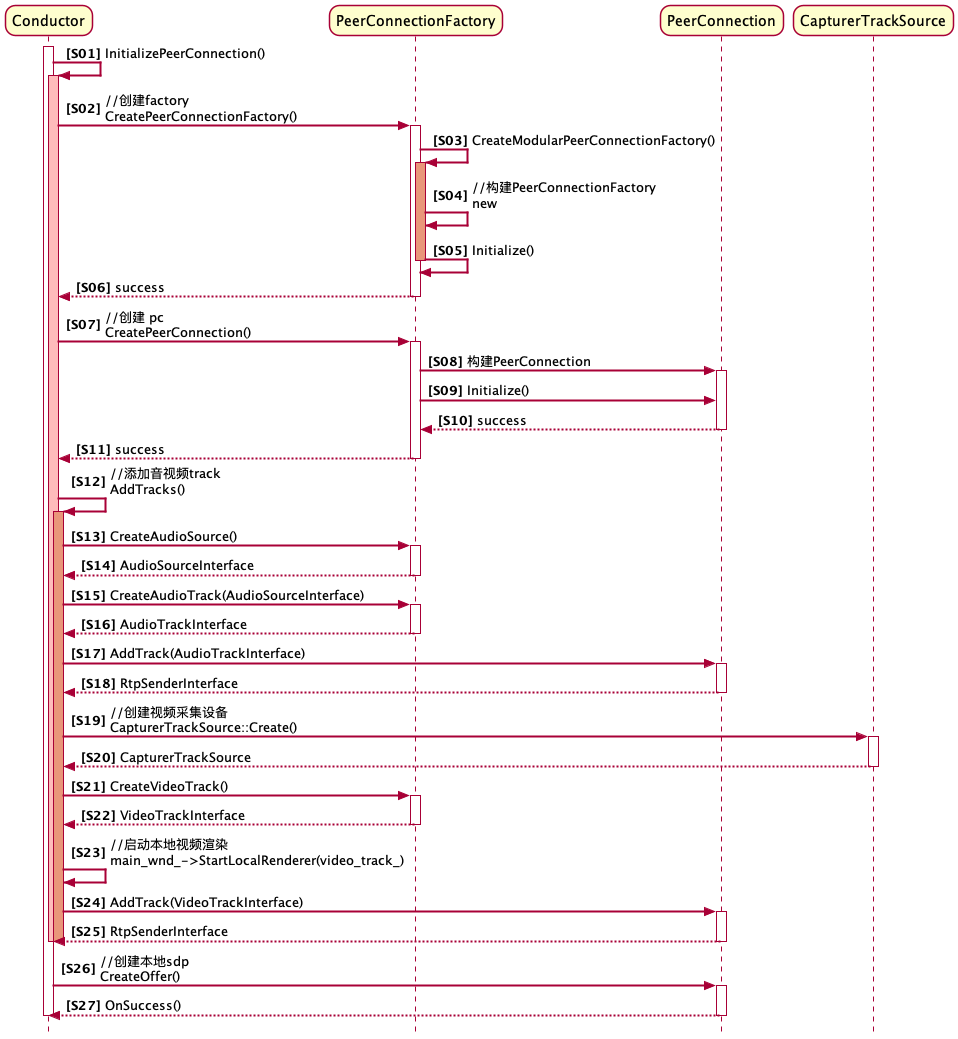 Conductor
PeerConnectionFactory
PeerConnection
CapturerTrackSource
[S01] InitializePeerConnection()
[S02] //创建factory
CreatePeerConnectionFactory()
[S03] CreateModularPeerConnectionFactory()
[S04] //构建PeerConnectionFactory
new
[S05] Initialize()
[S06] success
[S07] //创建 pc
CreatePeerConnection()
[S08] 构建PeerConnection
[S09] Initialize()
[S10] success
[S11] success
[S12] //添加音视频track
AddTracks()
[S13] CreateAudioSource()
[S14] AudioSourceInterface
[S15] CreateAudioTrack(AudioSourceInterface)
[S16] AudioTrackInterface
[S17] AddTrack(AudioTrackInterface)
[S18] RtpSenderInterface
[S19] //创建视频采集设备
CapturerTrackSource::Create()
[S20] CapturerTrackSource
[S21] CreateVideoTrack()
[S22] VideoTrackInterface
[S23] //启动本地视频渲染
main_wnd_->StartLocalRenderer(video_track_)
[S24] AddTrack(VideoTrackInterface)
[S25] RtpSenderInterface
[S26] //创建本地sdp
CreateOffer()
[S27] OnSuccess()